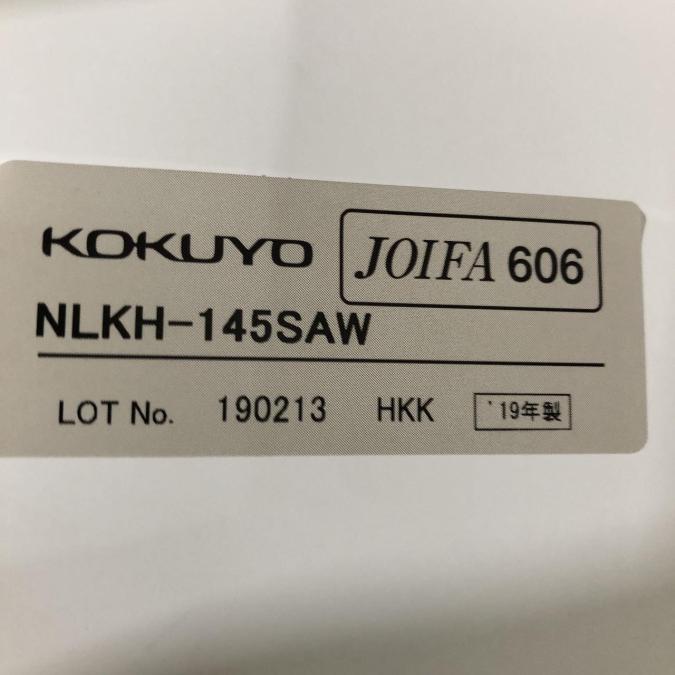 KOKUYO JOIFA 606
NLKH-145SAW
LOT No. 190213 HKK '19年製